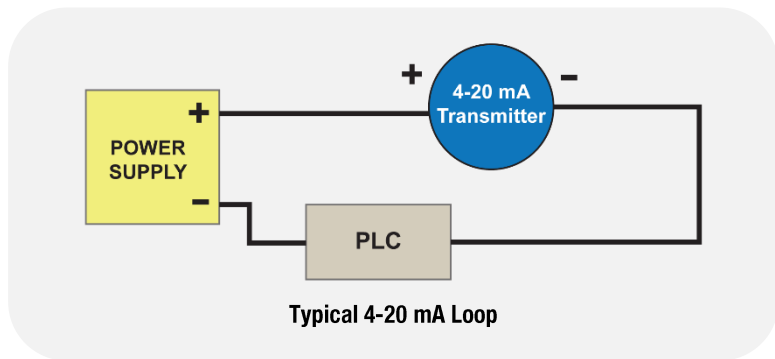 +
-
4-20 mA
Transmitter
+
POWER
SUPPLY
-
PLC
Typical 4-20 mA Loop